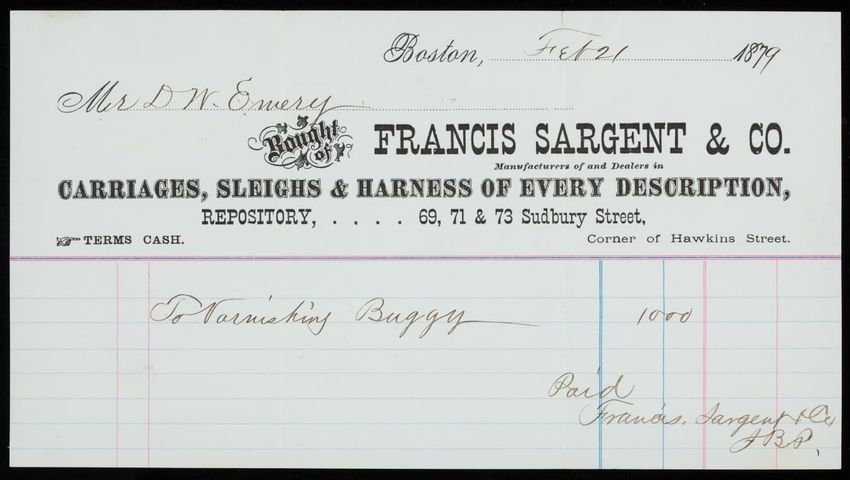 Boston, Feb 21 1879
Mr D W. Emery
Bought of FRANCIS SARGENT & CO.
Manufacturers of and Dealers in
CARRIAGES, SLEIGHS & HARNESS OF EVERY DESCRIPTION,
REPOSITORY, . . . . 69, 71 & 73 Sudbury Street,
TERMS CASH. Corner of Hawkins Street.
To Varnishing Buggy 10 00
Paid
Francis. Sargent & Co